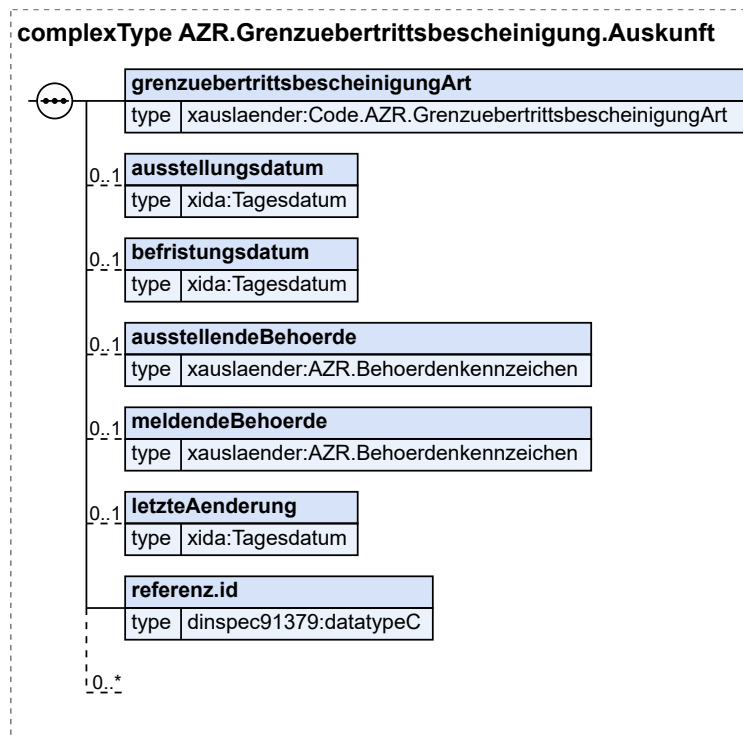 complexType AZR.Grenzuebertrittsbescheinigung.Auskunft
grenzuebertrittsbescheinigungArt
type xauslaender:Code.AZR.GrenzuebertrittsbescheinigungArt
0..1 ausstellungsdatum
type xida:Tagesdatum
0..1 befristungsdatum
type xida:Tagesdatum
0..1 ausstellendeBehoerde
type xauslaender:AZR.Behoerdenkennzeichen
0..1 meldendeBehoerde
type xauslaender:AZR.Behoerdenkennzeichen
0..1 letzteAenderung
type xida:Tagesdatum
referenz.id
type dinspec91379:datatypeC
0..*